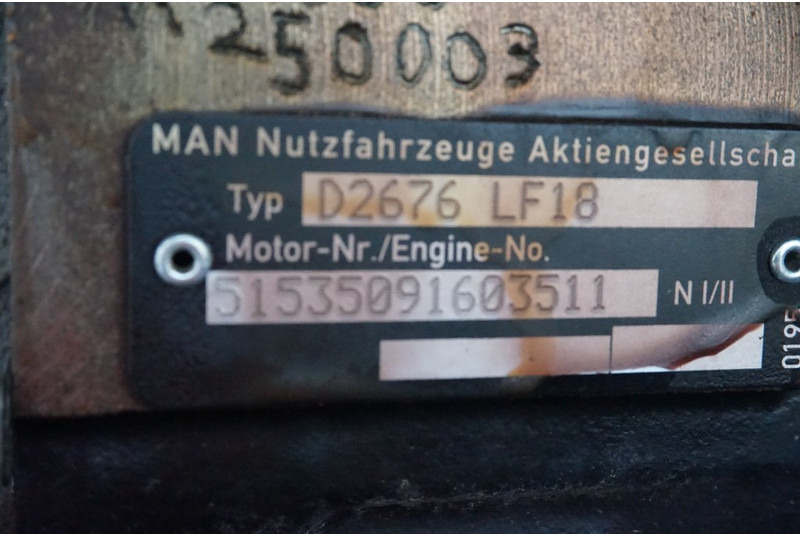 250003
MAN Nutzfahrzeuge Aktiengesellscha
Typ D2676 LF18
Motor-Nr./Engine-No.
51535091603511 N I/II
0195